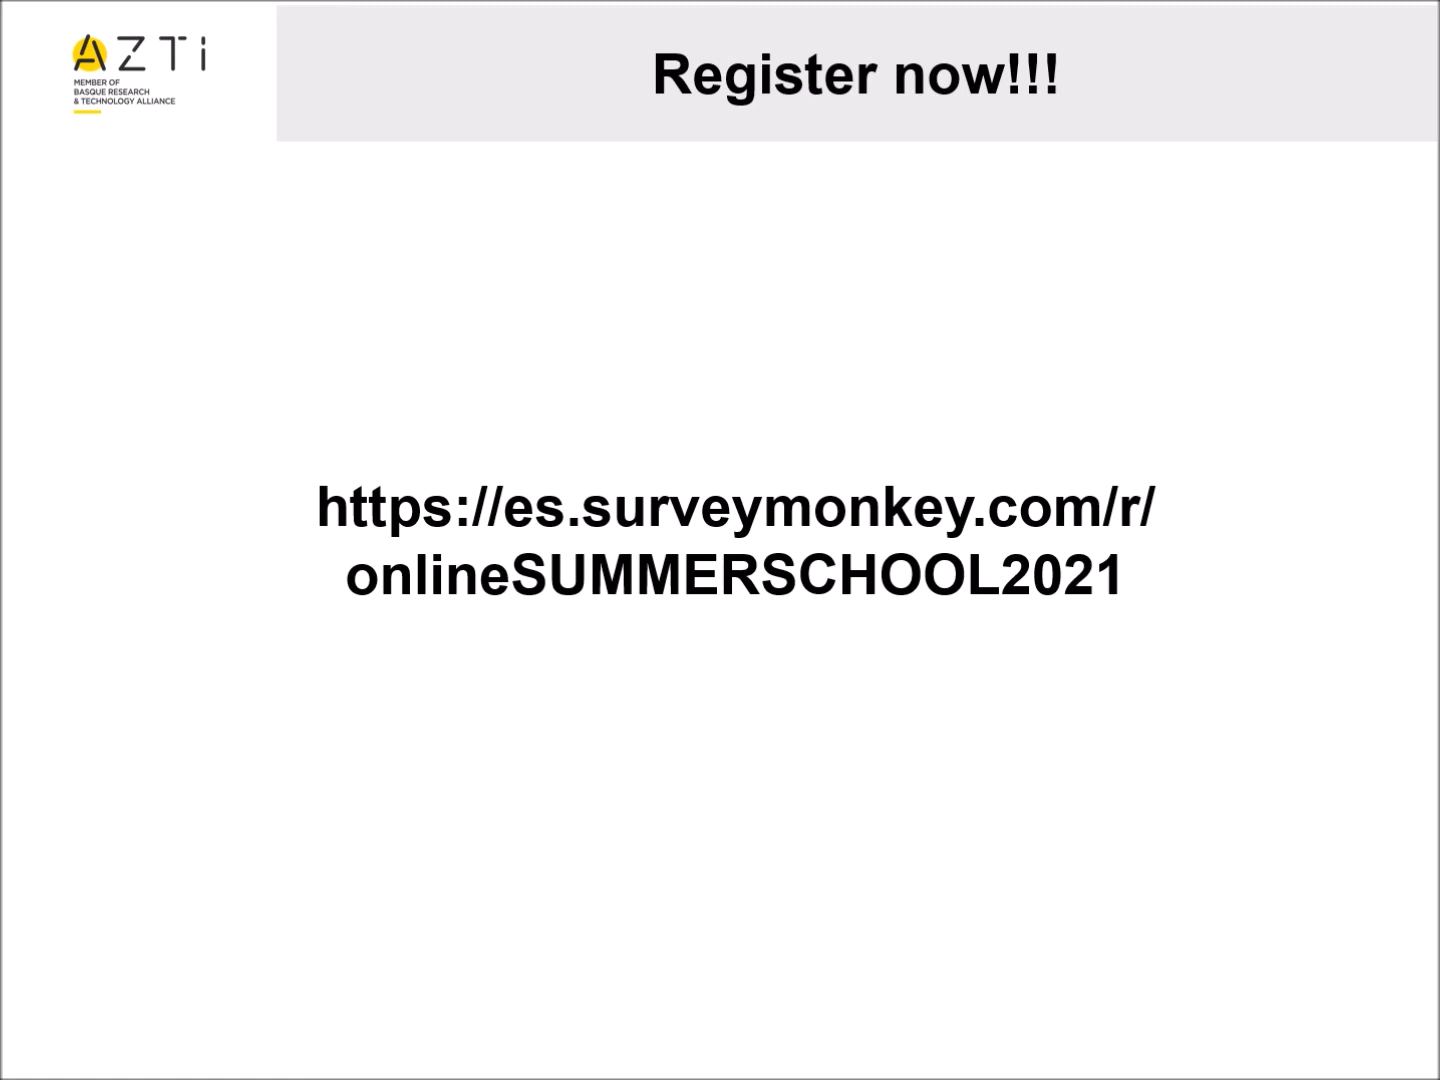 AZTi
MEMBER OF
BASQUE RESEARCH
& TECHNOLOGY ALLIANCE
Register now!!!
https://es.surveymonkey.com/r/
onlineSUMMERSCHOOL2021